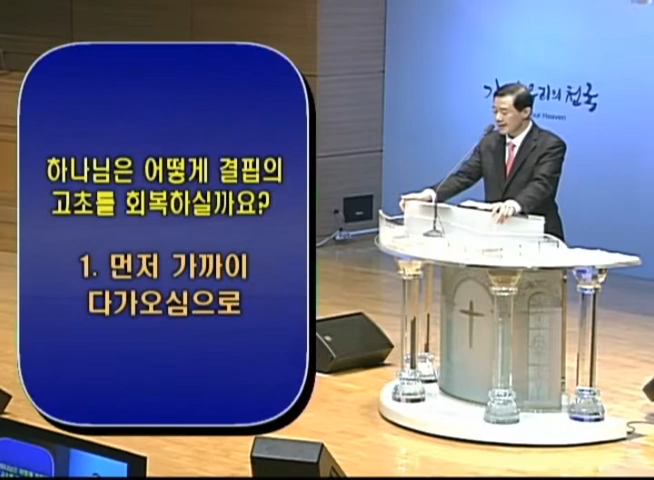 하나님은 어떻게 결핍의
고초를 회복하실까요?
1. 먼저 가까이
다가오심으로
우리의 천국
Heaven